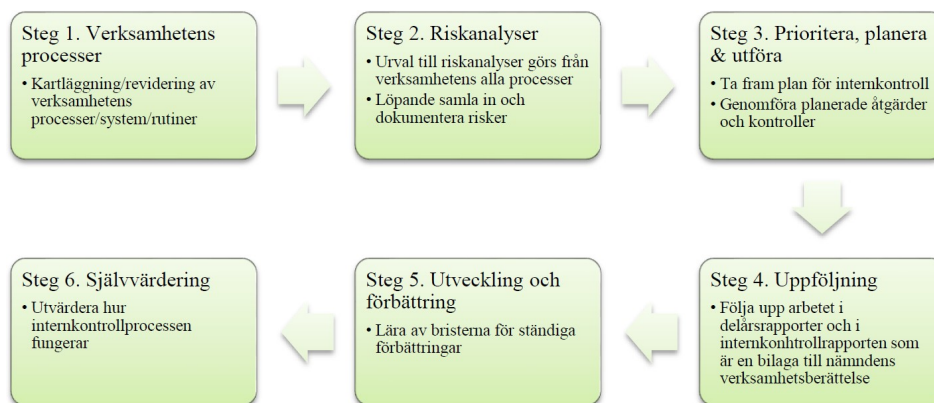 Steg 1. Verksamhetens
processer
• Kartläggning/revidering av
verksamhetens
processer/system/rutiner
Steg 2. Riskanalyser
• Urval till riskanalyser görs från
verksamhetens alla processer
• Löpande samla in och
dokumentera risker
Steg 3. Prioritera, planera
& utföra
• Ta fram plan för internkontroll
• Genomföra planerade åtgärder
och kontroller
Steg 4. Uppföljning
• Följa upp arbetet i
delårsrapporter och i
internkonhtrollrapporten som
är en bilaga till nämndens
verksamhetsberättelse
Steg 5. Utveckling och
förbättring
• Lära av bristerna för ständiga
förbättringar
Steg 6. Självvärdering
• Utvärdera hur
internkontrollprocessen
fungerar